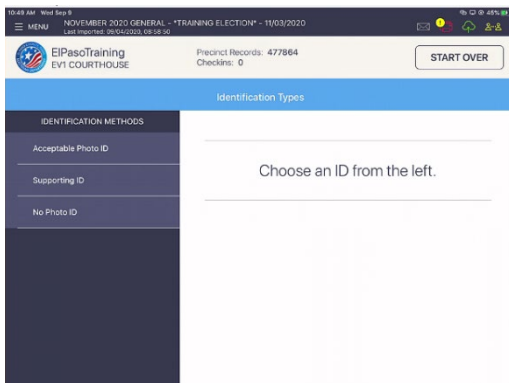 10:48 AM Wed Sep 9
45%
MENU
NOVEMBER 2020 GENERAL - *TRAINING ELECTION* - 11/03/2020
Last Imported: 09/04/2020, 08:58:50
ElPasoTraining
EV1 COURTHOUSE
Precinct Records: 477864
Checkins: 0
START OVER
Identification Types
IDENTIFICATION METHODS
Acceptable Photo ID
Supporting ID
No Photo ID
Choose an ID from the left.